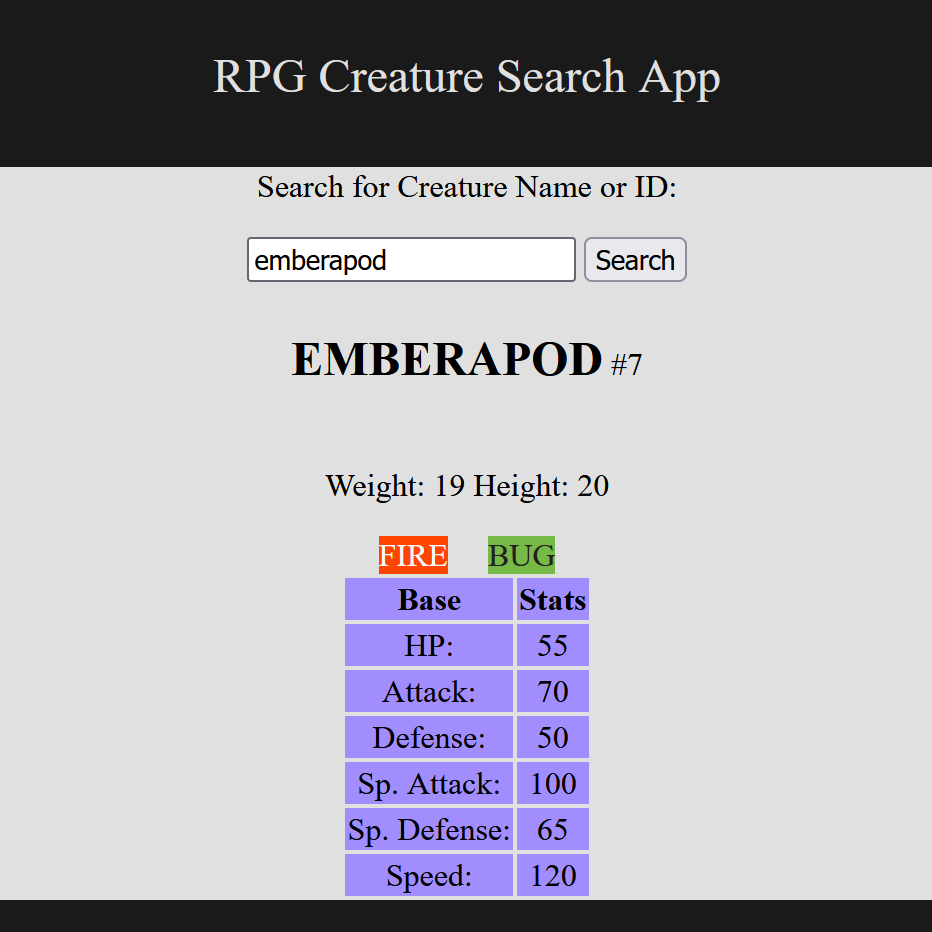 RPG Creature Search App
Search for Creature Name or ID:
emberapod Search
EMBERAPOD #7
Weight: 19 Height: 20
FIRE BUG
Base Stats
HP: 55
Attack: 70
Defense: 50
Sp. Attack: 100
Sp. Defense: 65
Speed: 120